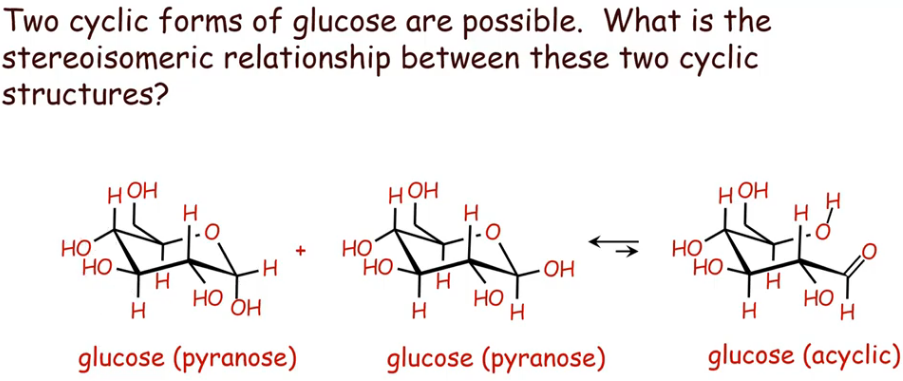 Two cyclic forms of glucose are possible. What is the
stereoisomeric relationship between these two cyclic
structures?
H OH
H
O
HO
HO
H
H
H
HO
OH
+
H OH
H
O
HO
HO
OH
H
HO
H
H
H OH
H
H
O
HO
HO
O
H
HO
H
H
glucose (pyranose)
glucose (pyranose)
glucose (acyclic)